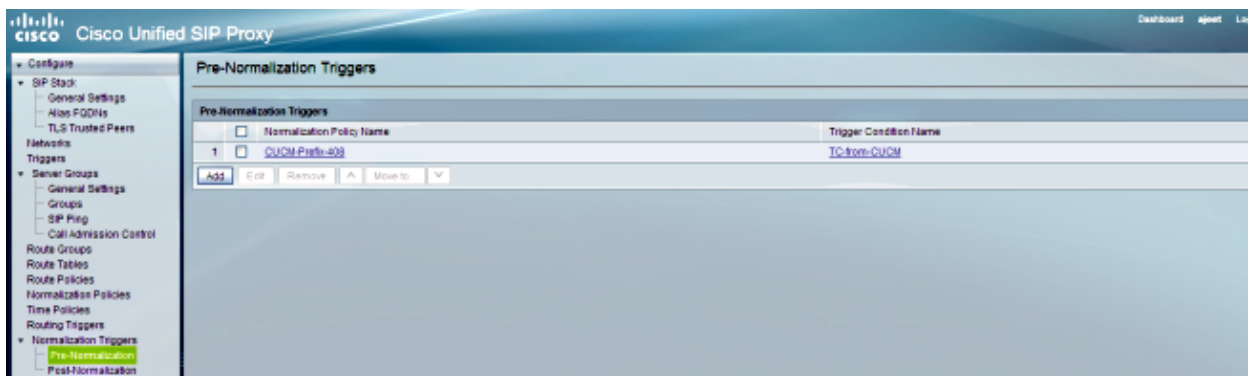 Dashboard ajeet
CISCO Cisco Unified SIP Proxy
Configure
SIP Stack
General Settings
Alias FQDNs
TLS Trusted Peers
Networks
Triggers
Server Groups
General Settings
Groups
SIP Ping
Call Admission Control
Route Groups
Route Tables
Route Policies
Normalization Policies
Time Policies
Routing Triggers
Normalization Triggers
Pre-Normalization
Post-Normalization
Pre-Normalization Triggers
Pre-Normalization Triggers
Normalization Policy Name Trigger Condition Name
1 CUCM-Prefix-408 TC-from-CUCM
Add Edit Remove Move to